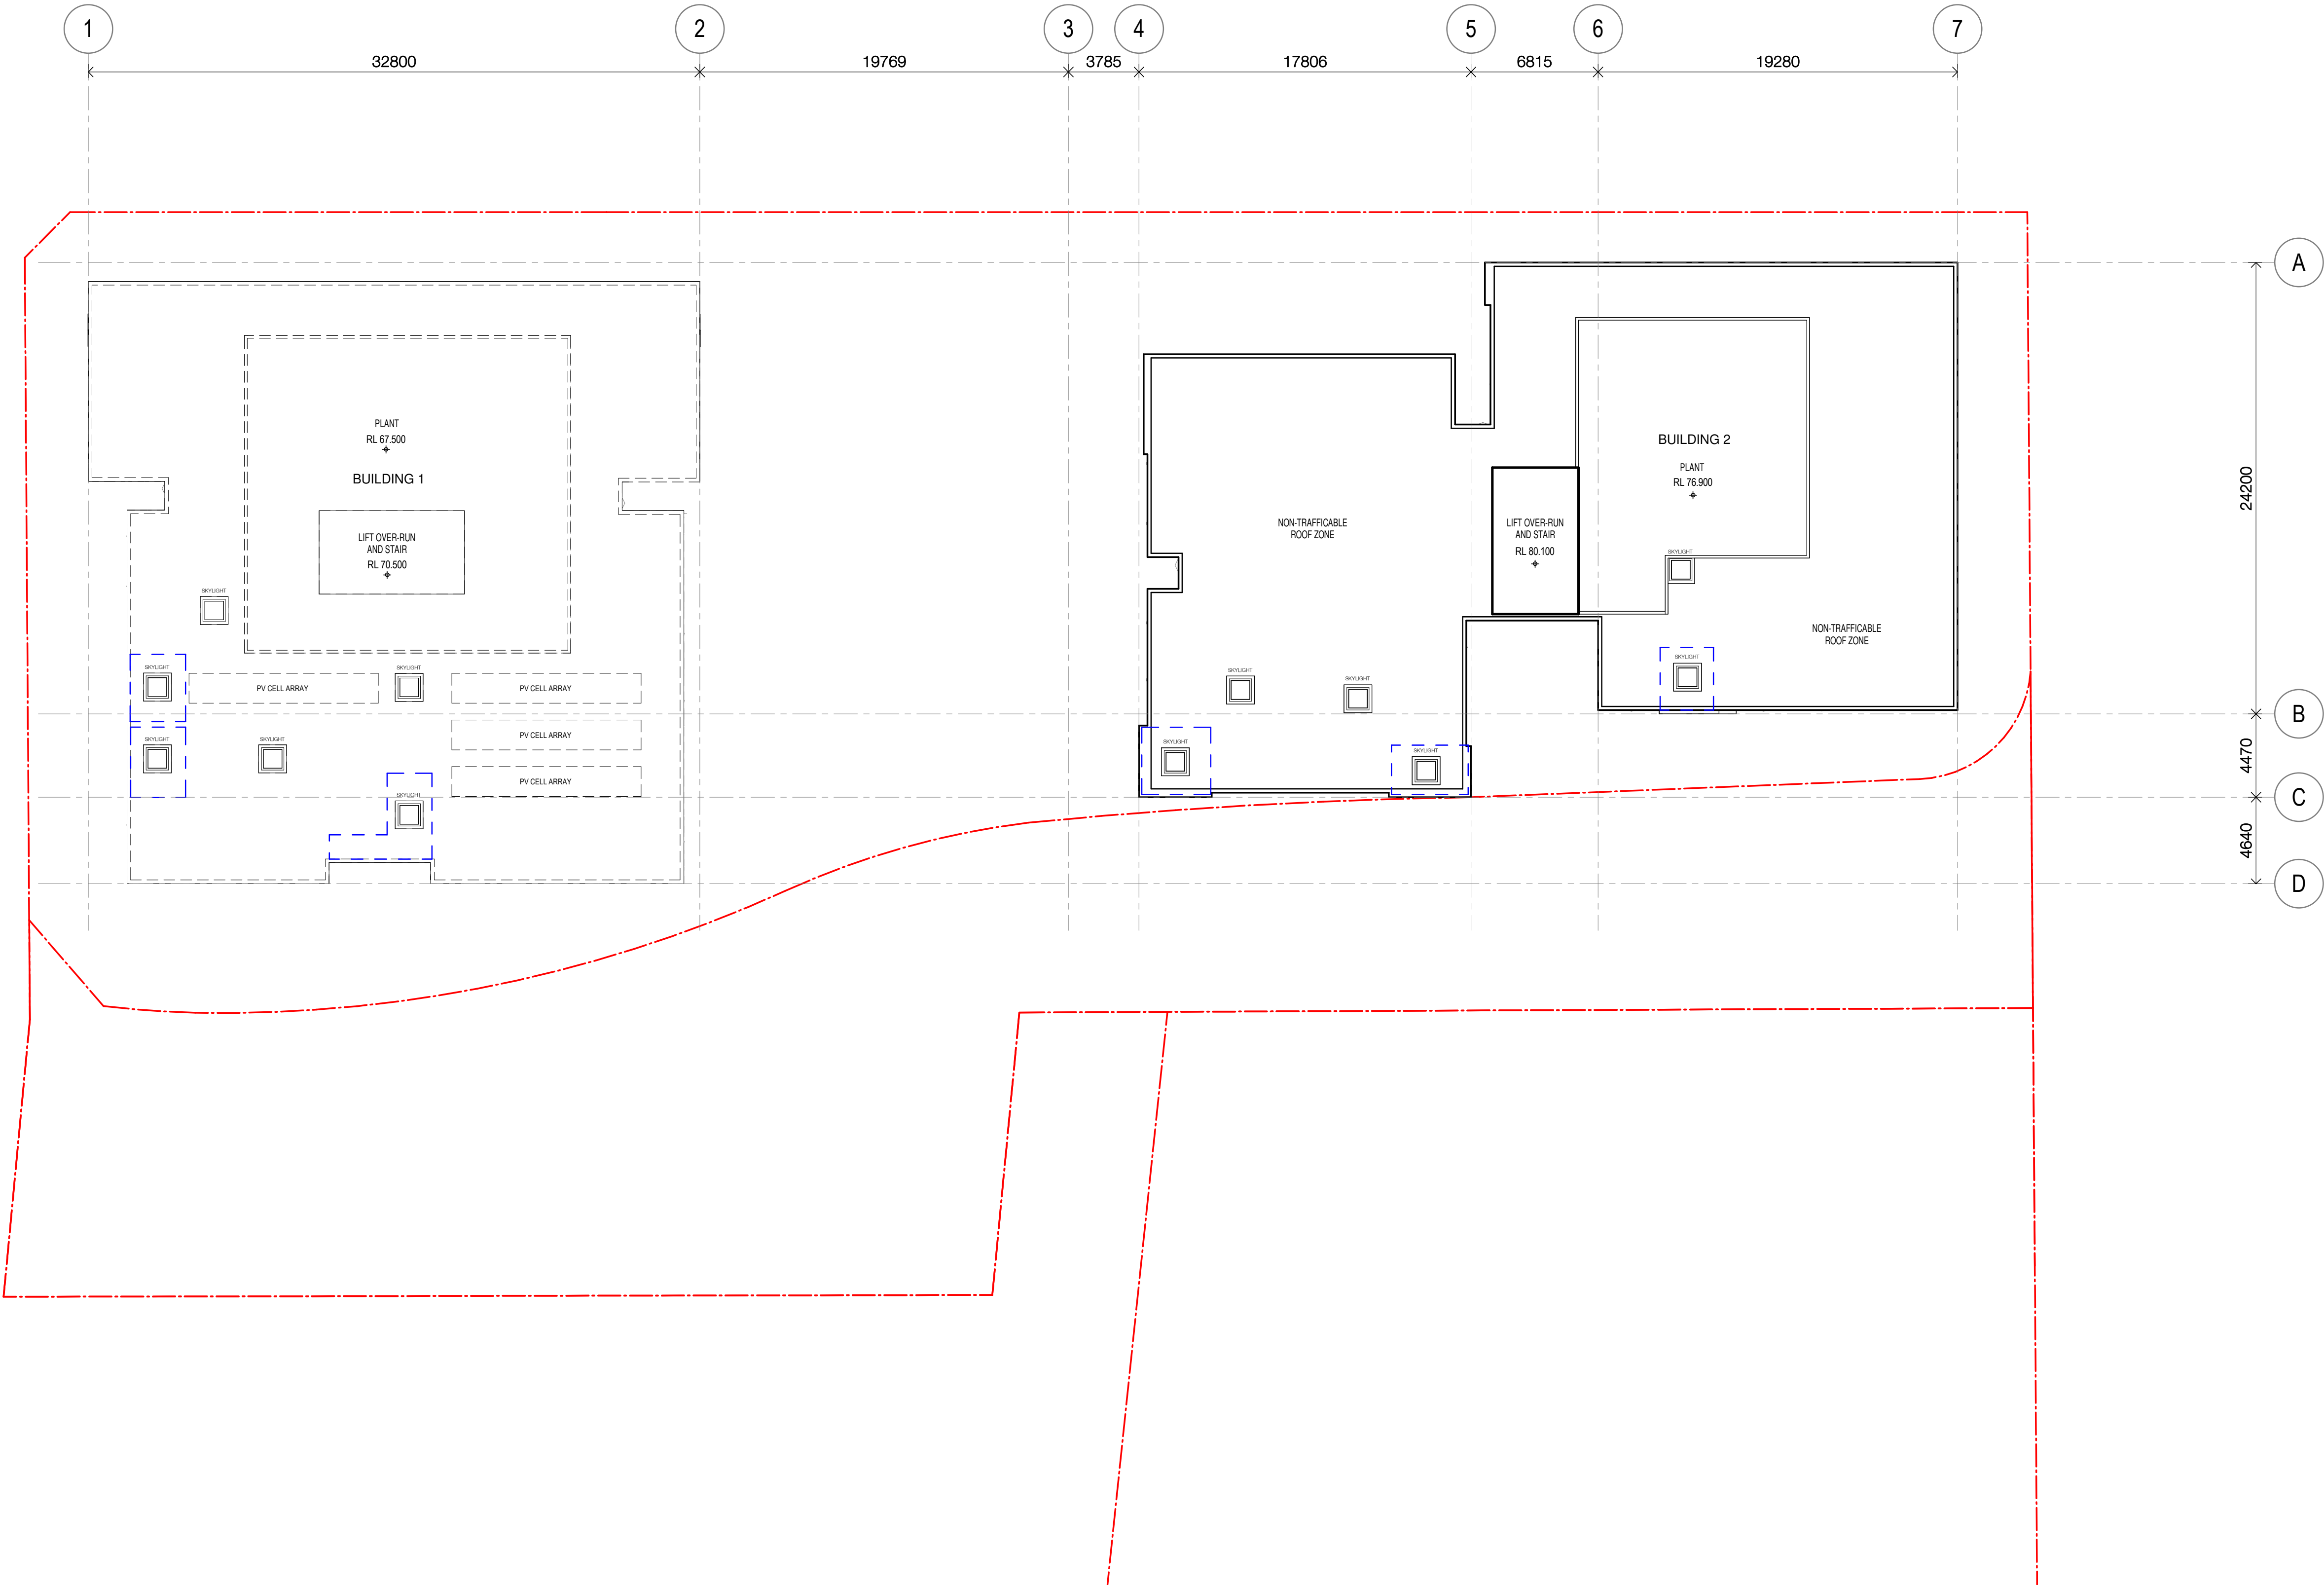 1
2
3
4
5
6
7
32800
19769
3785
17806
6815
19280
A
24200
B
4470
C
4640
D
PLANT
RL 67.500
BUILDING 1
LIFT OVER-RUN
AND STAIR
RL 70.500
SKYLIGHT
SKYLIGHT
PV CELL ARRAY
SKYLIGHT
PV CELL ARRAY
SKYLIGHT
SKYLIGHT
PV CELL ARRAY
PV CELL ARRAY
SKYLIGHT
NON-TRAFFICABLE
ROOF ZONE
SKYLIGHT
SKYLIGHT
SKYLIGHT
SKYLIGHT
LIFT OVER-RUN
AND STAIR
RL 80.100
BUILDING 2
PLANT
RL 76.900
SKYLIGHT
NON-TRAFFICABLE
ROOF ZONE
SKYLIGHT